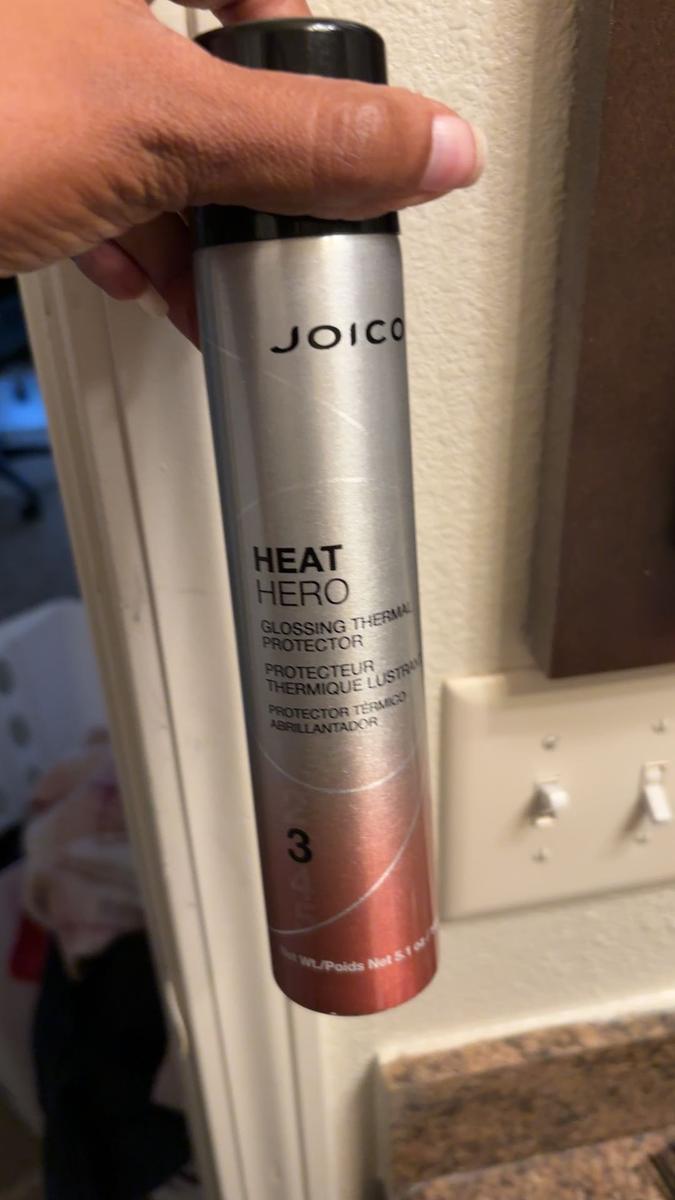 JOICO
HEAT
HERO
GLOSSING THERMAL
PROTECTOR
PROTECTEUR
THERMIQUE LUSTRANT
PROTECTOR TÉRMICO
ABRILLANTADOR
3
Net Wt./Poids Net 5.1 oz